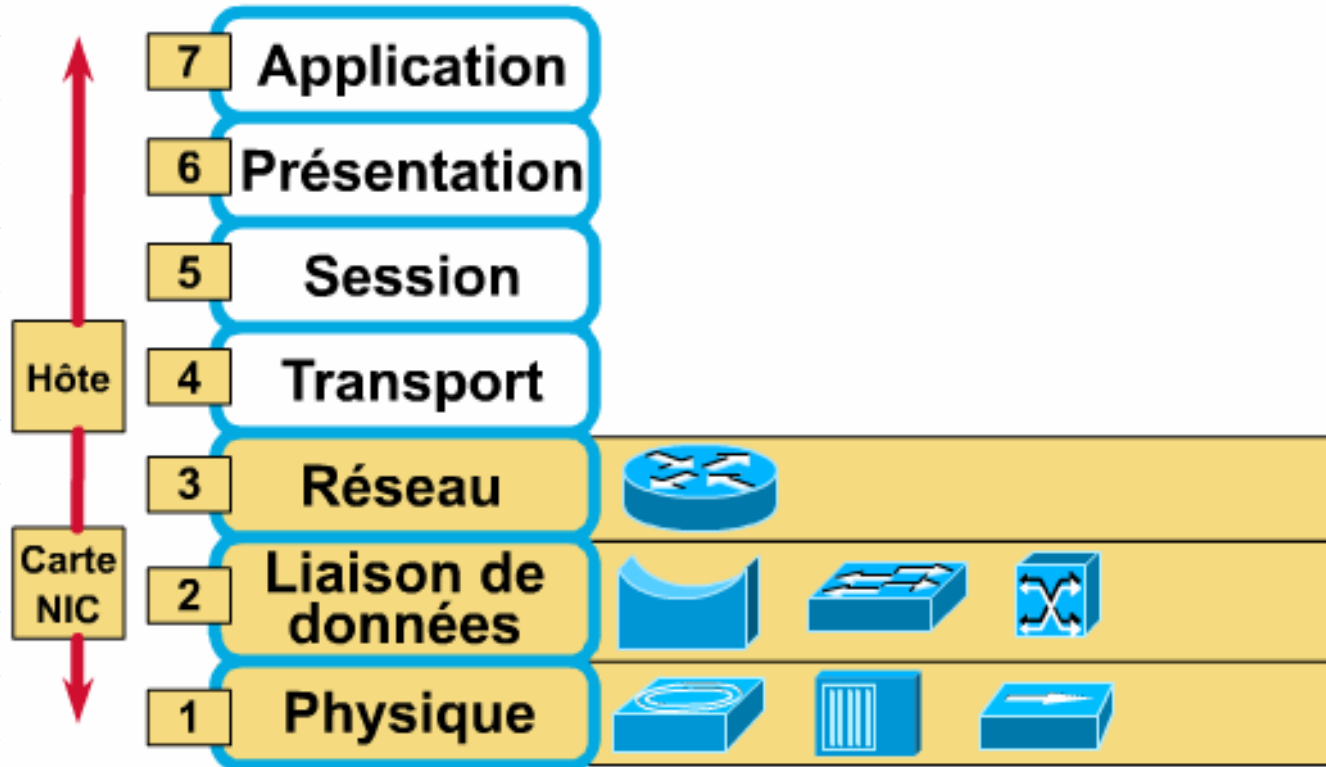 7 Application
6 Présentation
5 Session
Hôte
4 Transport
3 Réseau
Carte
NIC
2 Liaison de
données
1 Physique